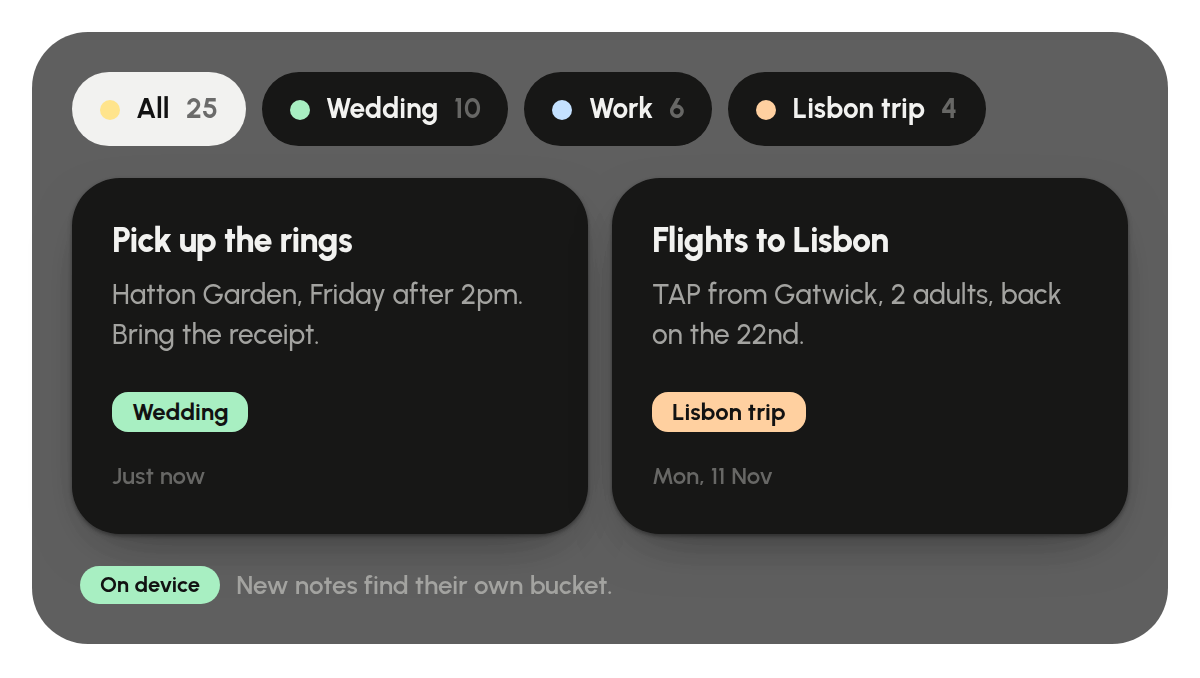 All 25 Wedding 10 Work 6 Lisbon trip 4
Pick up the rings
Hatton Garden, Friday after 2pm.
Bring the receipt.
Wedding
Just now
Flights to Lisbon
TAP from Gatwick, 2 adults, back
on the 22nd.
Lisbon trip
Mon, 11 Nov
On device New notes find their own bucket.